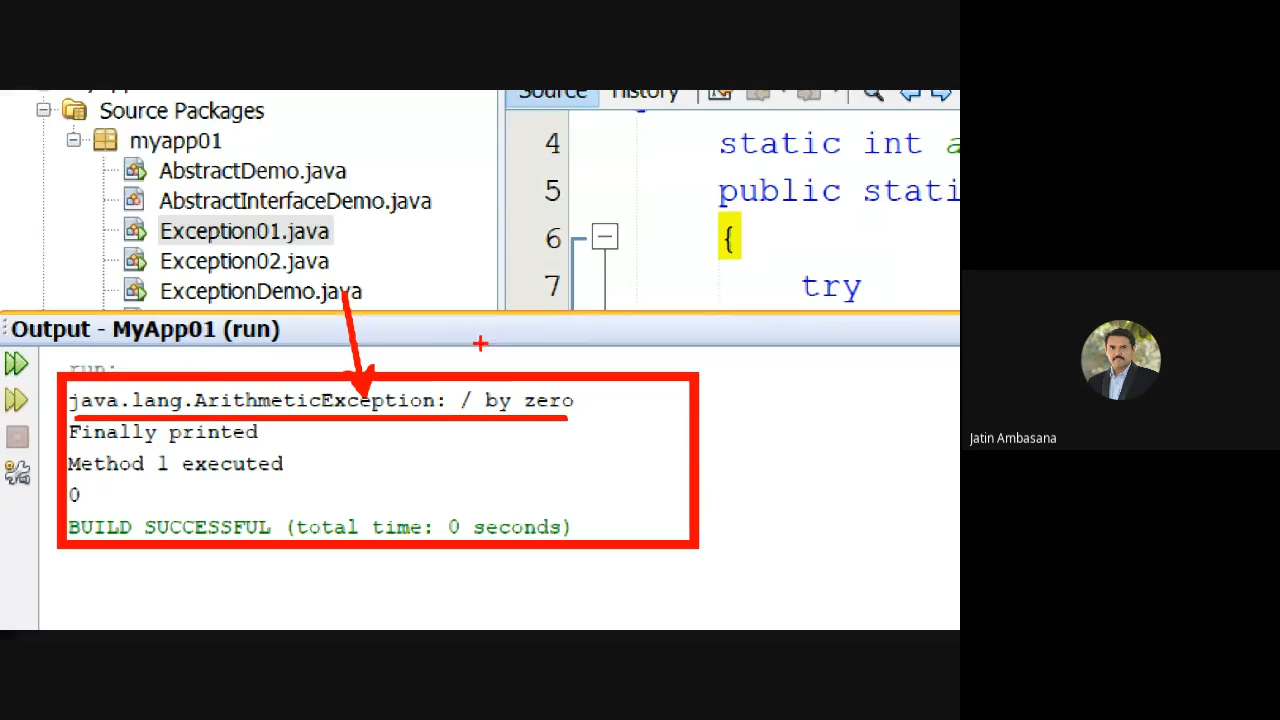 Source Packages
myapp01
AbstractDemo.java
AbstractInterfaceDemo.java
Exception01.java
Exception02.java
ExceptionDemo.java
Source History
4 static int
5 public stati
6 {
7 try
Output - MyApp01 (run)
run:
java.lang.ArithmeticException: / by zero
Finally printed
Method 1 executed
0
BUILD SUCCESSFUL (total time: 0 seconds)
Jatin Ambasana